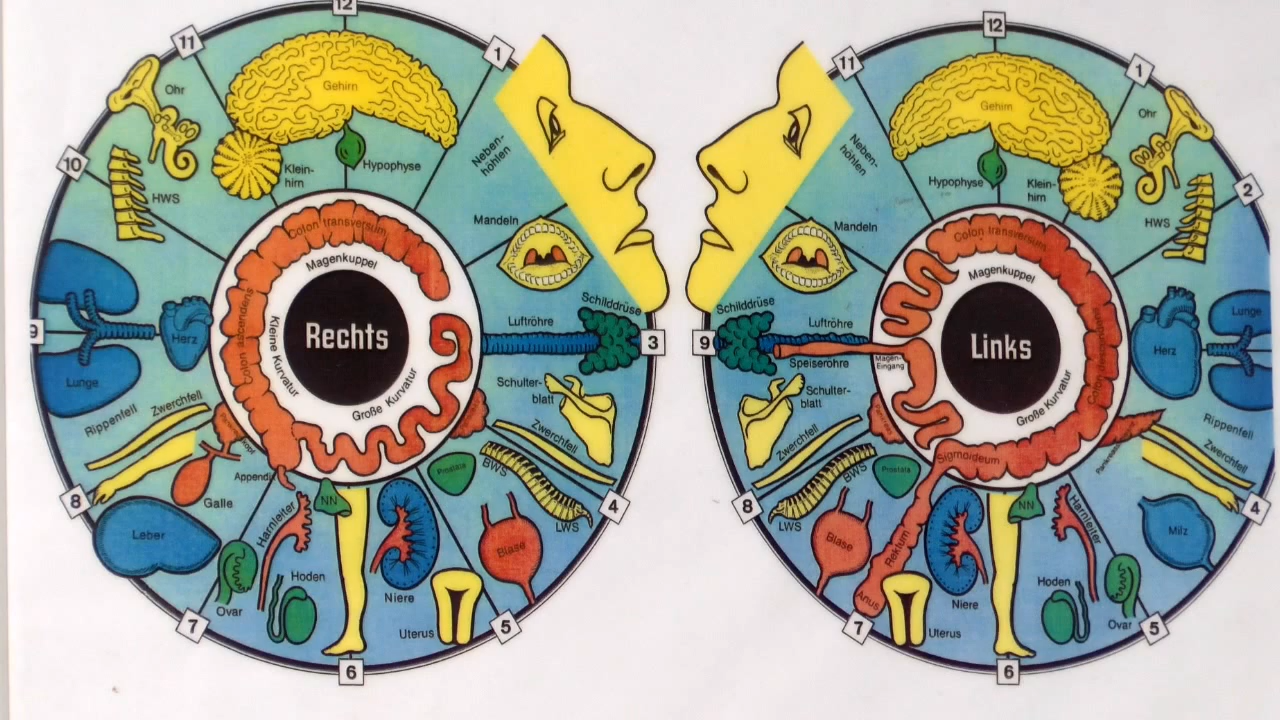 12
11
1
Ohr
Gehirn
Neben-
höhlen
10
Klein-
hirn
Hypophyse
HWS
Mandeln
Colon transversum
Magenkuppel
Schilddrüse
9
Herz
Colon ascendens
Kleine Kurvatur
Rechts
Luftröhre
3
Lunge
Große Kurvatur
Schulter-
blatt
Rippenfell
Zwerchfell
Zwerchfell
8
Appendix
Galle
NN
Prostata
BWS
LWS
4
Leber
Harnleiter
Blase
Ovar
Hoden
Niere
Uterus
7
6
5
12
11
1
Gehirn
Ohr
Neben-
höhlen
2
Hypophyse
Klein-
hirn
HWS
Mandeln
Colon transversum
Magenkuppel
Schilddrüse
9
Luftröhre
Speiseröhre
Magen-
Eingang
Links
Colon descendens
Herz
Lunge
Schulter-
blatt
Große Kurvatur
Rippenfell
Zwerchfell
Zwerchfell
8
BWS
LWS
Prostata
Sigmoideum
4
Blase
Rektum
Anus
NN
Harnleiter
Milz
Uterus
Niere
Hoden
Ovar
7
6
5